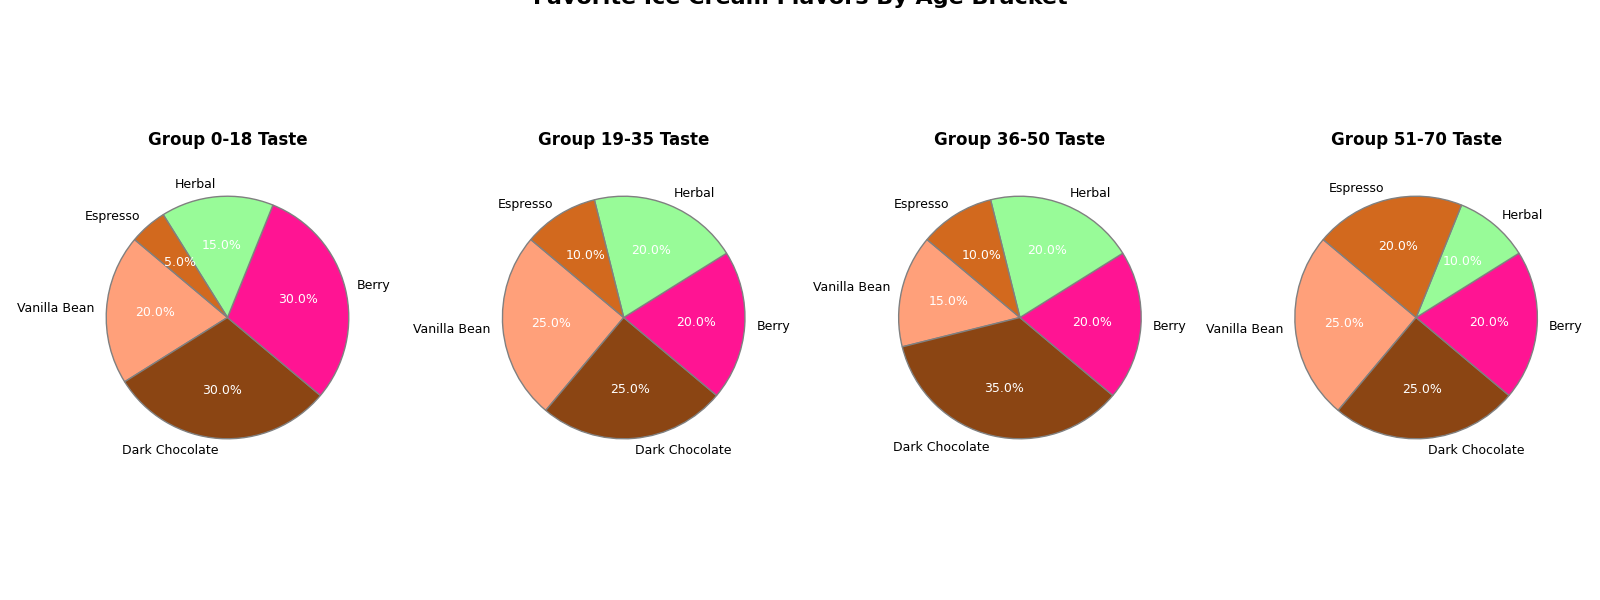 Favorite Ice Cream Flavors By Age Bracket
Group 0-18 Taste
Herbal
Espresso
15.0%
5.0%
30.0%
Berry
Vanilla Bean
20.0%
30.0%
Dark Chocolate
Group 19-35 Taste
Herbal
Espresso
20.0%
10.0%
Vanilla Bean
25.0%
20.0%
Berry
25.0%
Dark Chocolate
Group 36-50 Taste
Herbal
Espresso
20.0%
10.0%
Vanilla Bean
15.0%
20.0%
Berry
35.0%
Dark Chocolate
Group 51-70 Taste
Espresso
Herbal
20.0%
10.0%
Vanilla Bean
25.0%
20.0%
Berry
25.0%
Dark Chocolate